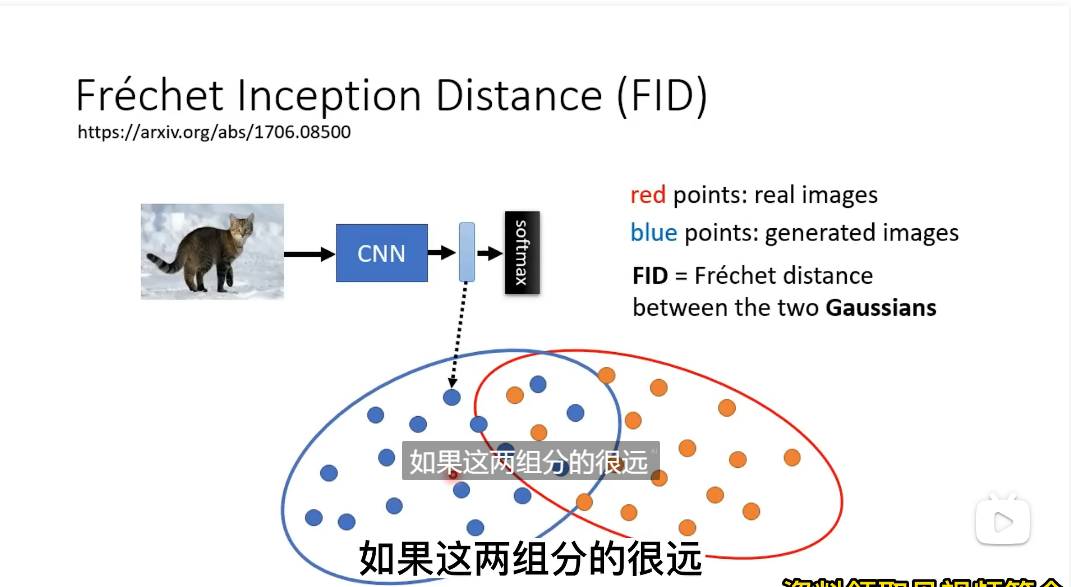 Fréchet Inception Distance (FID)
https://arxiv.org/abs/1706.08500
red points: real images
blue points: generated images
CNN
softmax
FID = Fréchet distance
between the two Gaussians
如果这两组分的很远
如果这两组分的很远